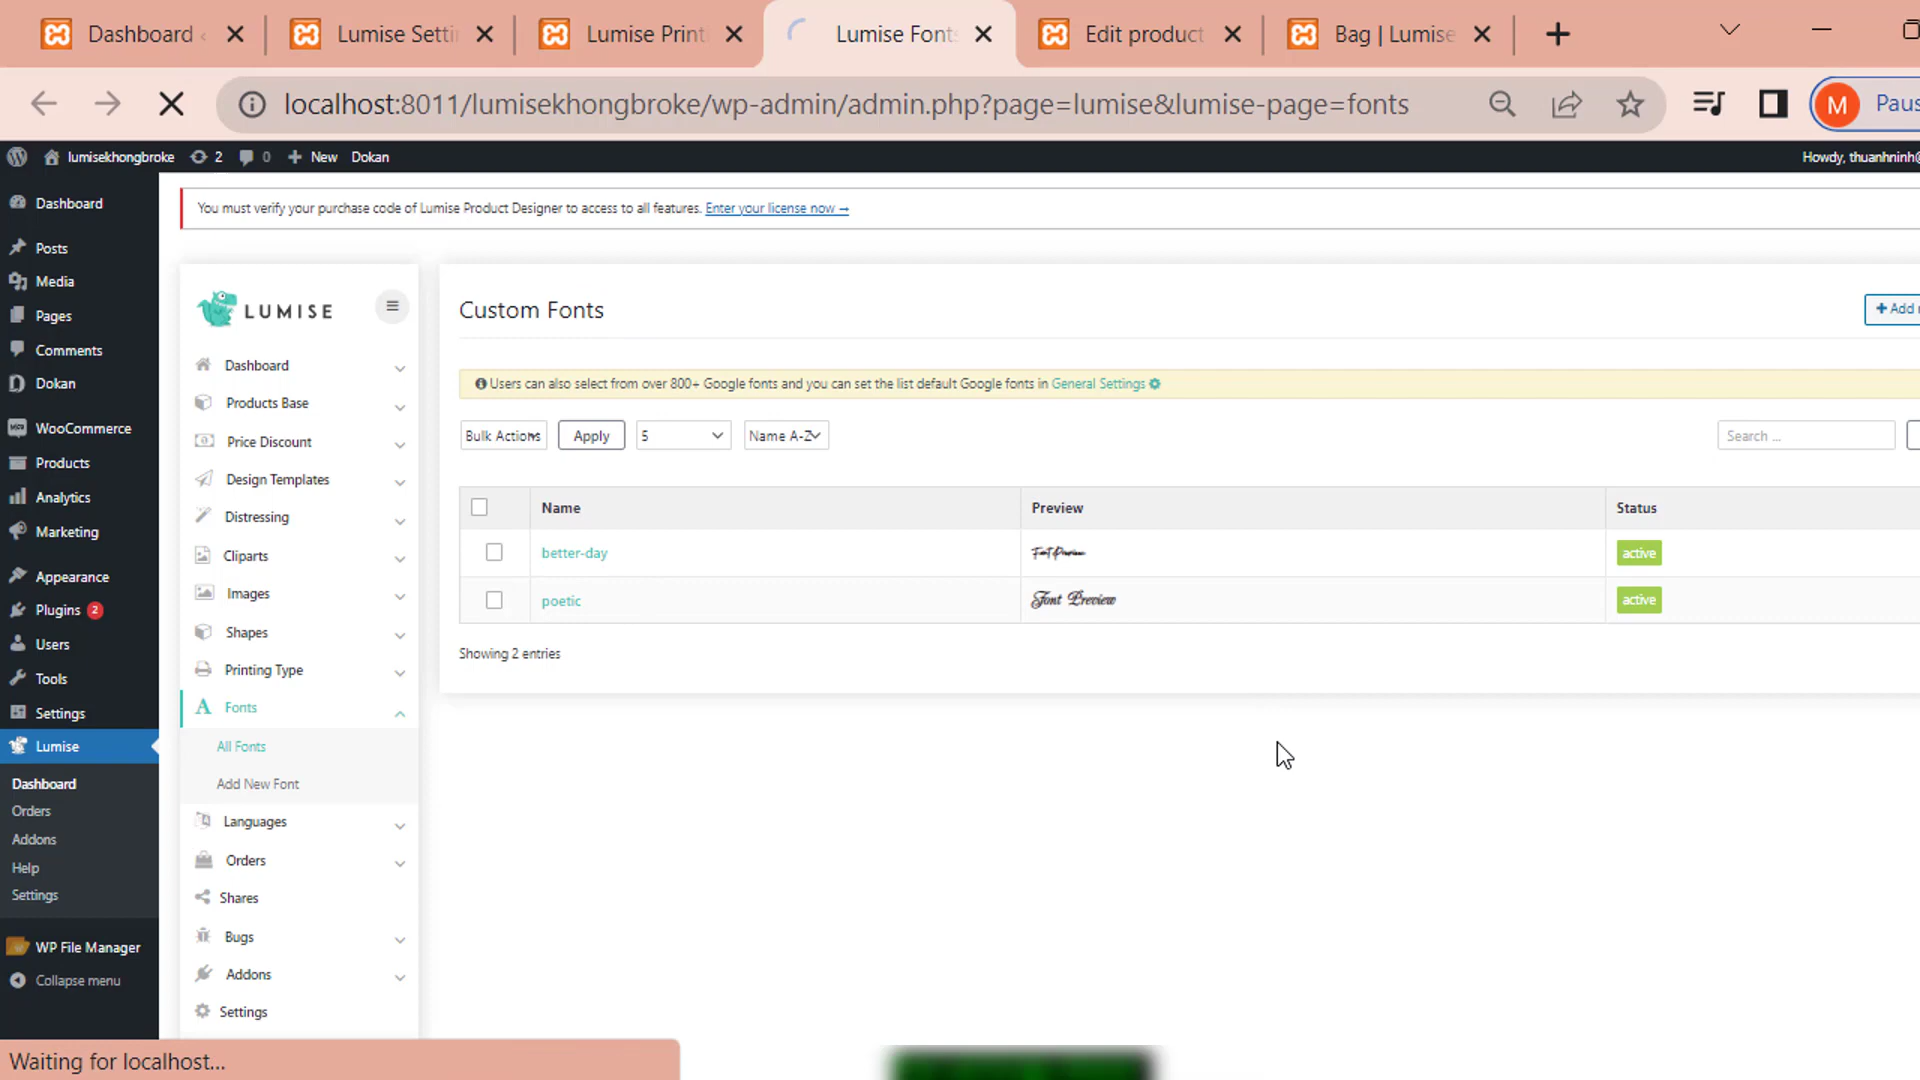 Dashboard
Lumise Setti
Lumise Print
Lumise Fonts
Edit product
Bag | Lumise
localhost:8011/lumisekhongbroke/wp-admin/admin.php?page=lumise&lumise-page=fonts
M
Paus
lumisekhongbroke
2
0
New
Dokan
Howdy, thuanhninh@
Dashboard
Posts
Media
Pages
Comments
Dokan
WooCommerce
Products
Analytics
Marketing
Appearance
Plugins 2
Users
Tools
Settings
Lumise
Dashboard
Orders
Addons
Help
Settings
WP File Manager
Collapse menu
You must verify your purchase code of Lumise Product Designer to access to all features. Enter your license now →
LUMISE
Dashboard
Products Base
Price Discount
Design Templates
Distressing
Cliparts
Images
Shapes
Printing Type
Fonts
All Fonts
Add New Font
Languages
Orders
Shares
Bugs
Addons
Settings
Custom Fonts
+ Add
Users can also select from over 800+ Google fonts and you can set the list default Google fonts in General Settings
Bulk Actions
Apply
5
Name A-Z
Search ...
Name
Preview
Status
better-day
Font Preview
active
poetic
Font Preview
active
Showing 2 entries
Waiting for localhost...